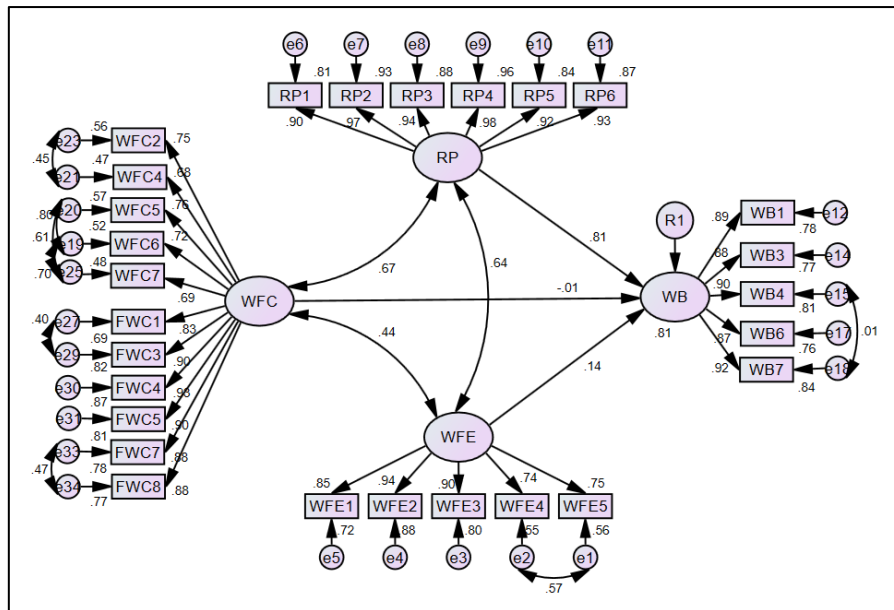 e6 e7 e8 e9 e10 e11
.81 .93 .88 .96 .84 .87
RP1 RP2 RP3 RP4 RP5 RP6
.90 .97 .94 .98 .92 .93
RP
e23 .56 WFC2 .75
.45
e21 .47 WFC4 .68
e20 .57 WFC5 .76
.80
e19 .52 WFC6 .72
.61
e25 .48 WFC7 .69
.70
WFC
.67
.64
.81
-.01
.44
.14
R1
WB
.81
.89 WB1 e12
.78
.88 WB3 e14
.77
.90 WB4 e15
.81
.01
.87 WB6 e17
.76
.92 WB7 e18
.84
e27 FWC1 .83
.40 .69
e29 FWC3 .90
.82
e30 FWC4 .93
.87
e31 FWC5 .90
.81
e33 FWC7 .88
.47 .78
e34 FWC8 .88
.77
WFE
.85 .94 .90 .74 .75
WFE1 WFE2 WFE3 WFE4 WFE5
.72 .88 .80 .55 .56
e5 e4 e3 e2 e1
.57